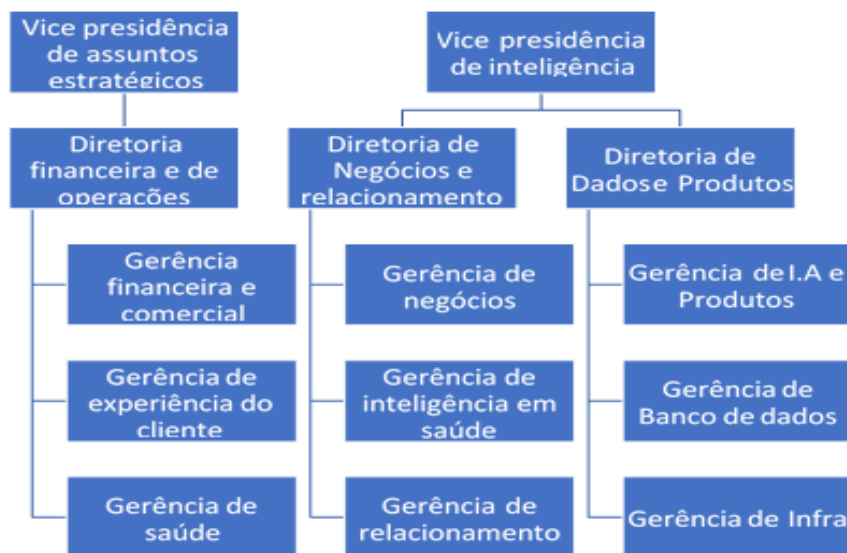 Vice presidência
de assuntos
estratégicos
Vice presidência
de inteligência
Diretoria
financeira e de
operações
Diretoria de
Negócios e
relacionamento
Diretoria de
Dadose Produtos
Gerência
financeira e
comercial
Gerência de
negócios
Gerência de I.A e
Produtos
Gerência de
experiência do
cliente
Gerência de
inteligência em
saúde
Gerência de
Banco de dados
Gerência de
saúde
Gerência de
relacionamento
Gerência de Infra